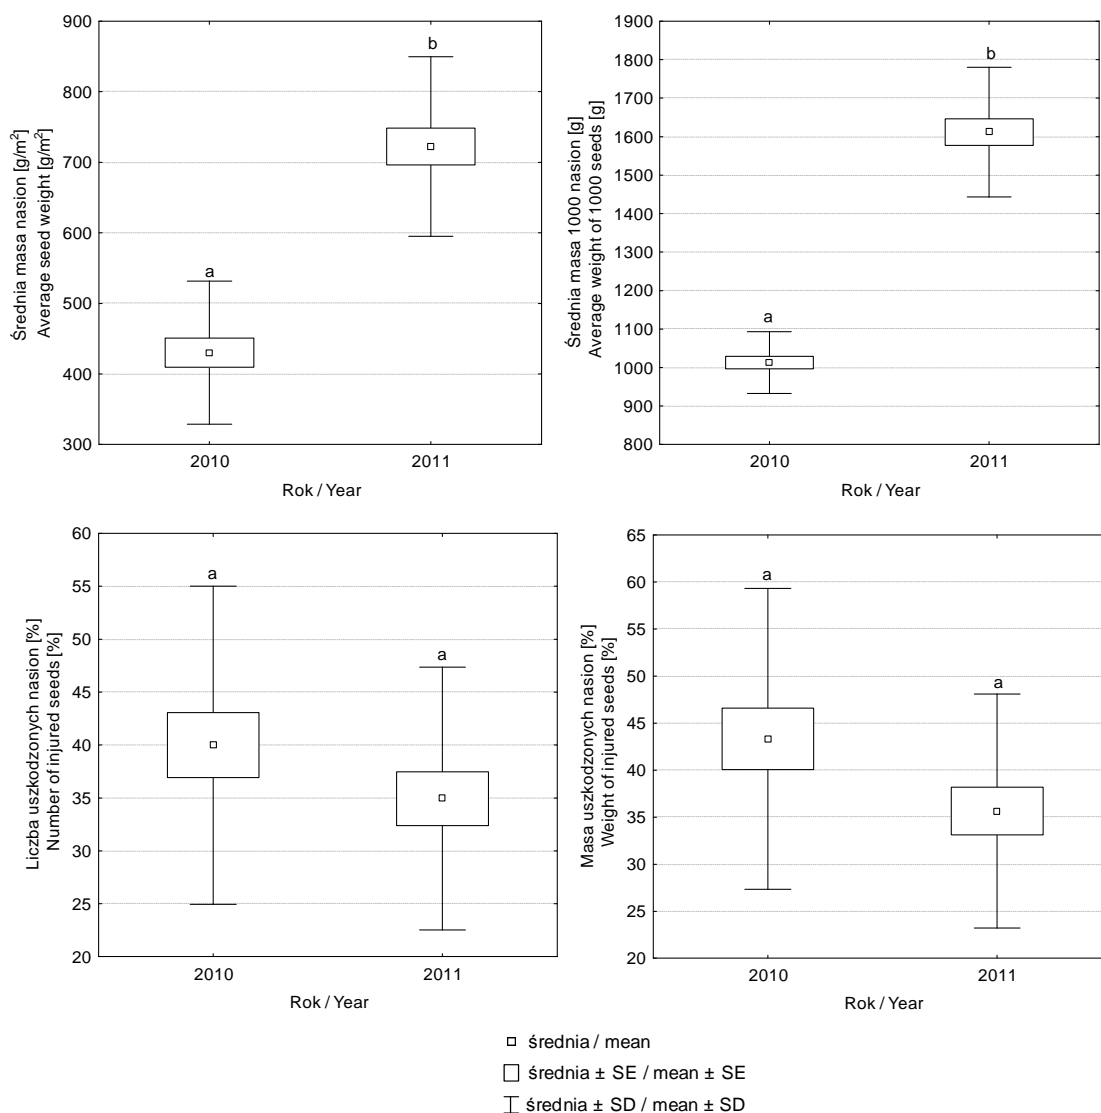 Średnia masa nasion [g/m²]
Average seed weight [g/m²]
900
800
700
600
500
400
300
a
b
2010
2011
Rok / Year
Średnia masa 1000 nasion [g]
Average weight of 1000 seeds [g]
1900
1800
1700
1600
1500
1400
1300
1200
1100
1000
900
800
a
b
2010
2011
Rok / Year
Liczba uszkodzonych nasion [%]
Number of injured seeds [%]
60
55
50
45
40
35
30
25
20
a
a
2010
2011
Rok / Year
Masa uszkodzonych nasion [%]
Weight of injured seeds [%]
65
60
55
50
45
40
35
30
25
20
a
a
2010
2011
Rok / Year
średnia / mean
średnia ± SE / mean ± SE
średnia ± SD / mean ± SD